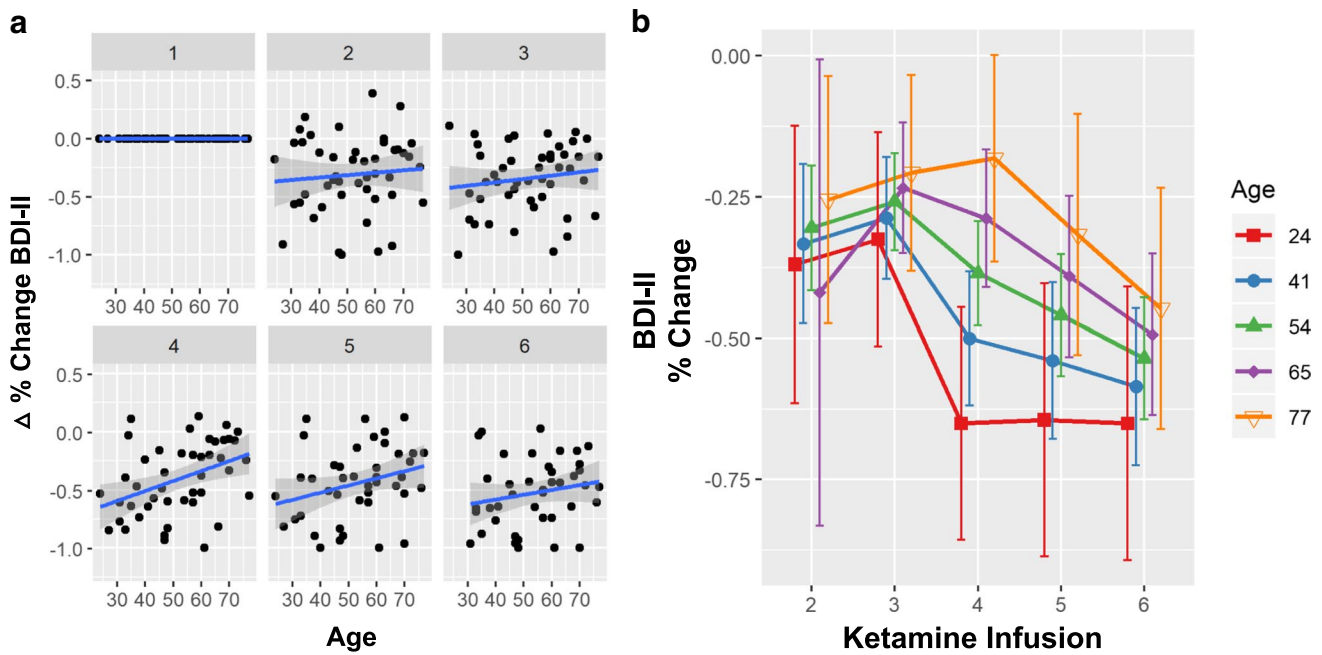 a
b
1 2 3
0.5
0.0
-0.5
-1.0
30 40 50 60 70 30 40 50 60 70 30 40 50 60 70
4 5 6
0.5
0.0
-0.5
-1.0
30 40 50 60 70 30 40 50 60 70 30 40 50 60 70
Δ % Change BDI-II
Age
BDI-II
% Change
0.00
-0.25
-0.50
-0.75
2 3 4 5 6
Ketamine Infusion
Age
24
41
54
65
77